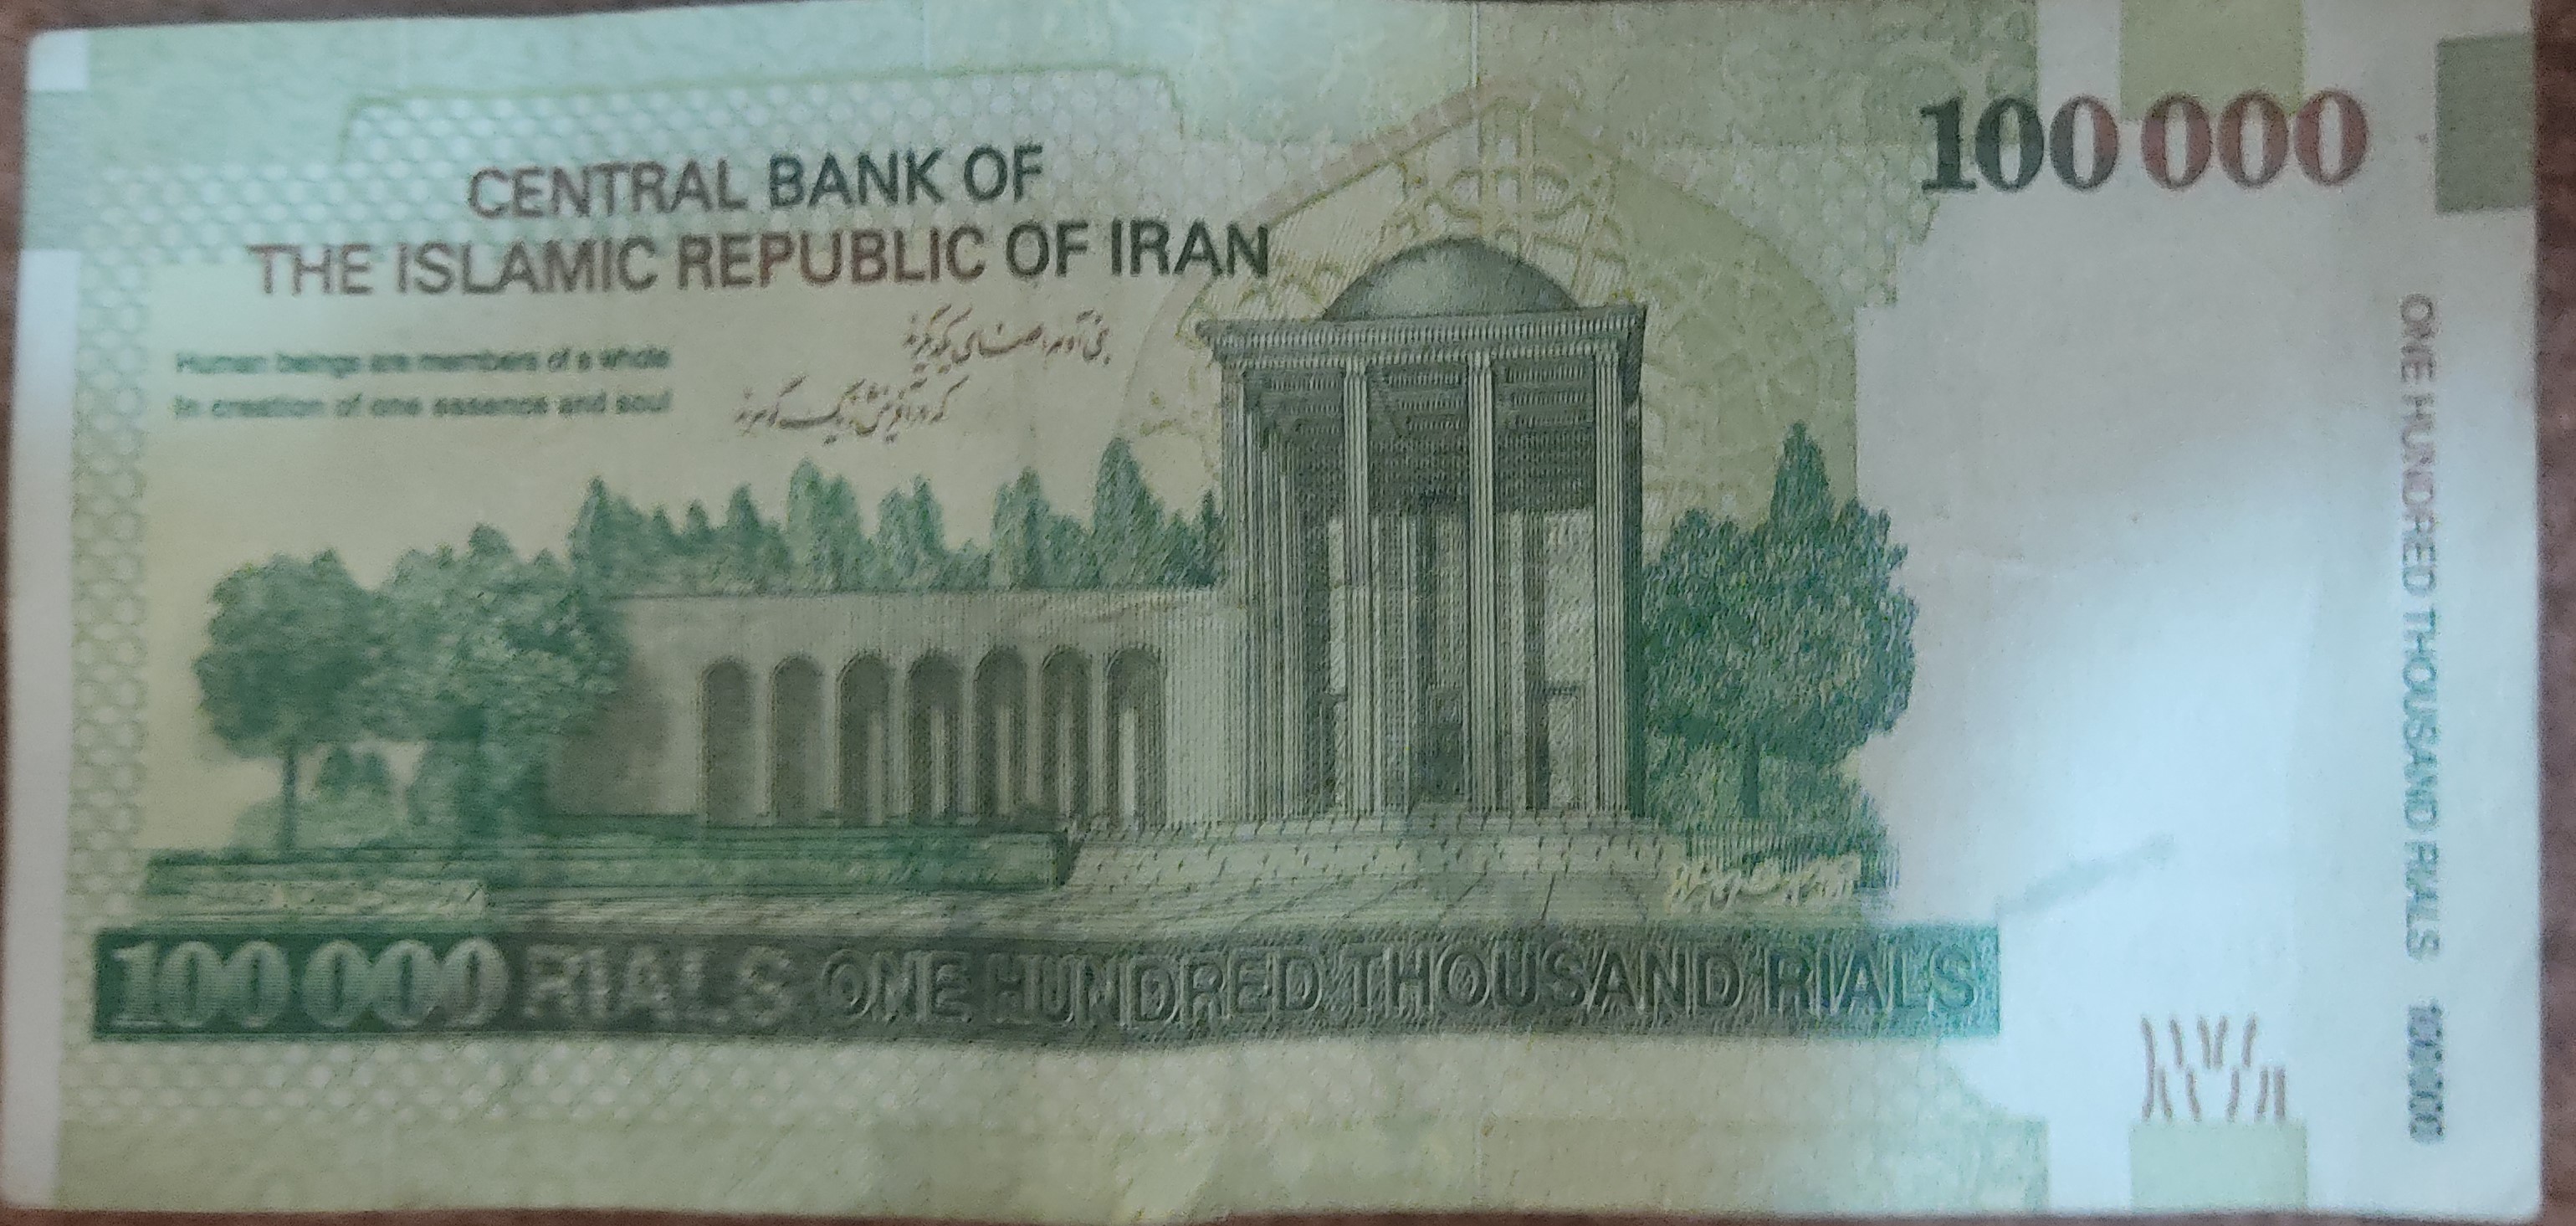 100 000
CENTRAL BANK OF
THE ISLAMIC REPUBLIC OF IRAN
بنی آدم اعضای یکدیگرند
که در آفرینش ز یک گوهرند
Human beings are members of a whole
In creation of one essence and soul
100 000 RIALS ONE HUNDRED THOUSAND RIALS
ONE HUNDRED THOUSAND RIALS 100000